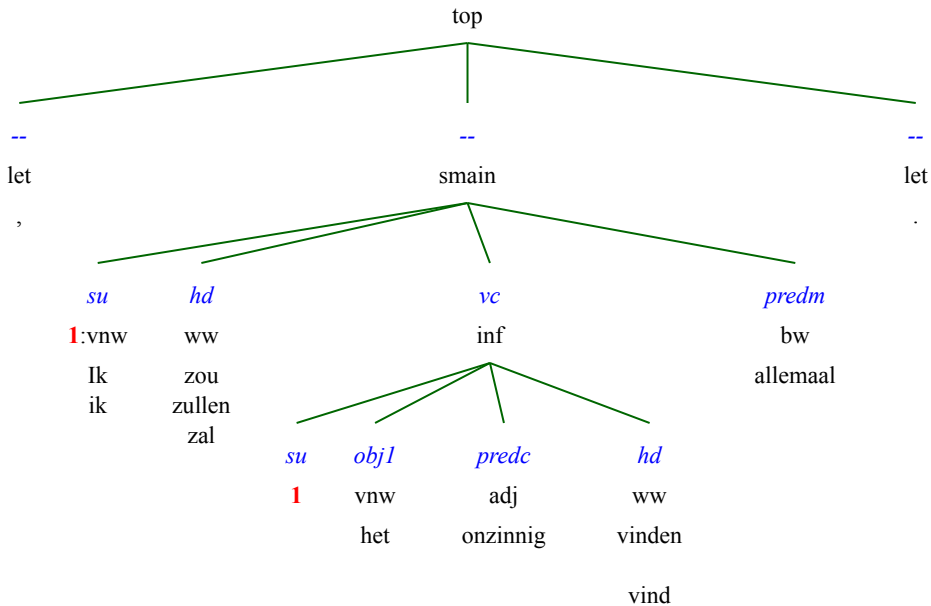 top
-- -- --
let smain let
, .
su hd vc predm
1:vnw ww inf bw
Ik zou allemaal
ik zullen
zal
su obj1 predc hd
1 vnw adj ww
het onzinnig vinden
vind